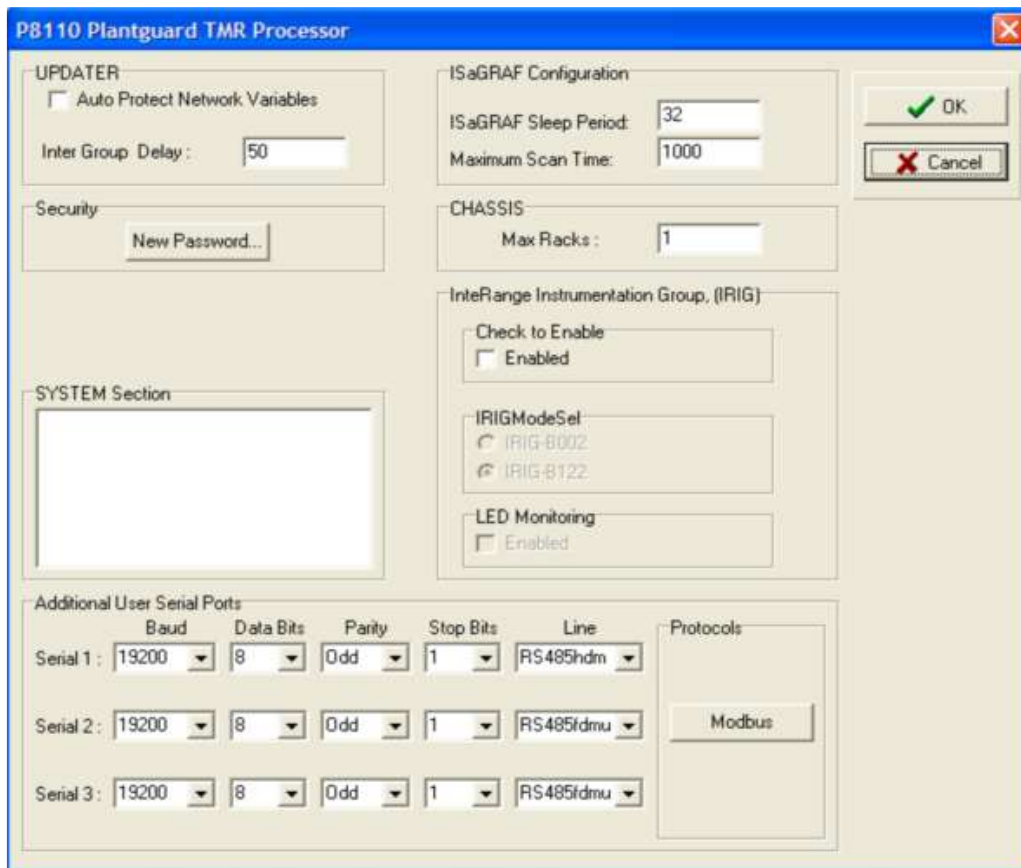 P8110 Plantguard TMR Processor
UPDATER
Auto Protect Network Variables
Inter Group Delay : 50
ISaGRAF Configuration
ISaGRAF Sleep Period: 32
Maximum Scan Time: 1000
OK
Cancel
Security
New Password...
CHASSIS
Max Racks : 1
InteRange Instrumentation Group, (IRIG)
Check to Enable
Enabled
SYSTEM Section
IRIGModeSel
IRIG-B002
IRIG-B122
LED Monitoring
Enabled
Additional User Serial Ports
Baud Data Bits Parity Stop Bits Line
Serial 1 : 19200 8 Odd 1 RS485hdm
Serial 2 : 19200 8 Odd 1 RS485fdmu
Serial 3 : 19200 8 Odd 1 RS485fdmu
Protocols
Modbus